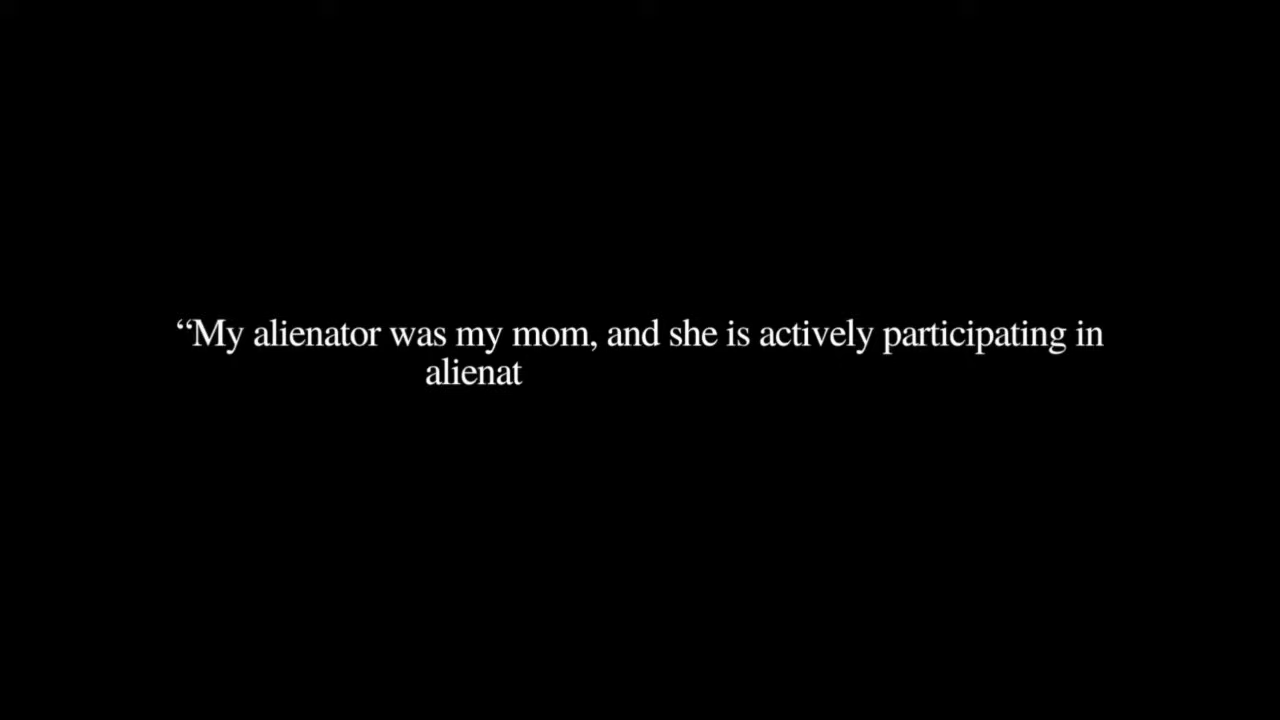 “My alienator was my mom, and she is actively participating in
alienat